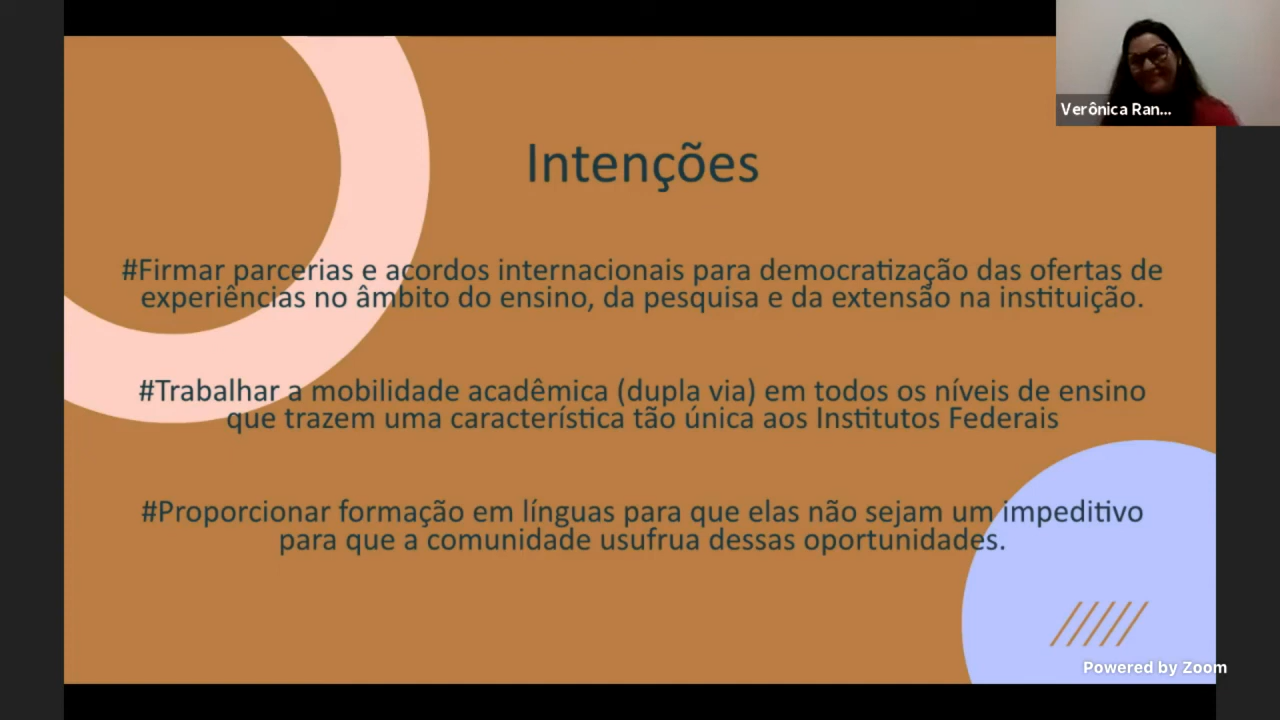 Verônica Ran...
Intenções
#Firmar parcerias e acordos internacionais para democratização das ofertas de
experiências no âmbito do ensino, da pesquisa e da extensão na instituição.
#Trabalhar a mobilidade acadêmica (dupla via) em todos os níveis de ensino
que trazem uma característica tão única aos Institutos Federais
#Proporcionar formação em línguas para que elas não sejam um impeditivo
para que a comunidade usufrua dessas oportunidades.
Powered by Zoom